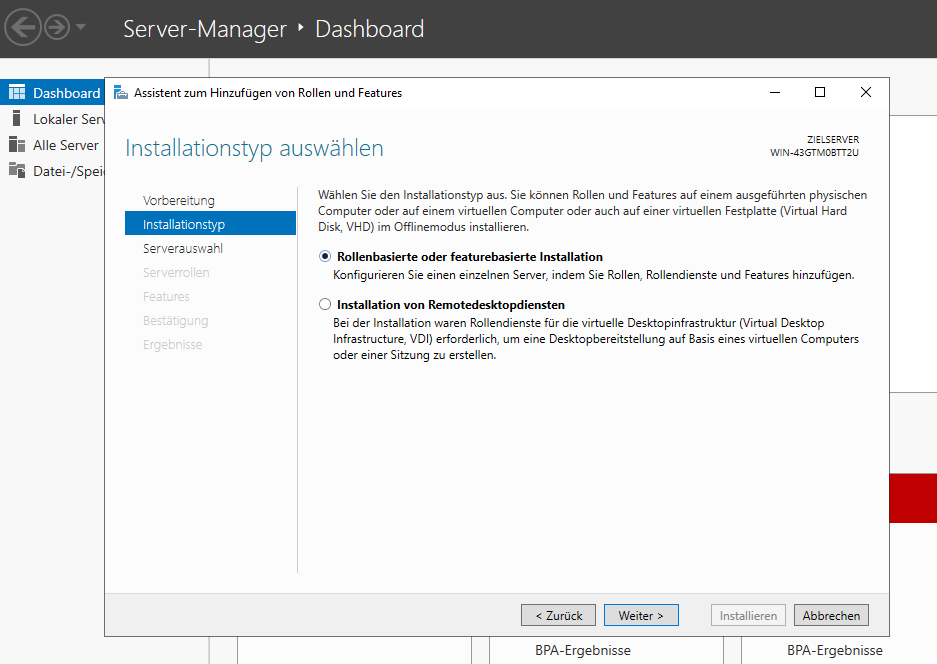 Server-Manager ‣ Dashboard
Dashboard
Lokaler Serv
Alle Server
Datei-/Speic
Assistent zum Hinzufügen von Rollen und Features
Installationstyp auswählen
ZIELSERVER
WIN-43GTM0BTT2U
Vorbereitung
Installationstyp
Serverauswahl
Serverrollen
Features
Bestätigung
Ergebnisse
Wählen Sie den Installationstyp aus. Sie können Rollen und Features auf einem ausgeführten physischen
Computer oder auf einem virtuellen Computer oder auch auf einer virtuellen Festplatte (Virtual Hard
Disk, VHD) im Offlinemodus installieren.
Rollenbasierte oder featurebasierte Installation
Konfigurieren Sie einen einzelnen Server, indem Sie Rollen, Rollendienste und Features hinzufügen.
Installation von Remotedesktopdiensten
Bei der Installation waren Rollendienste für die virtuelle Desktopinfrastruktur (Virtual Desktop
Infrastructure, VDI) erforderlich, um eine Desktopbereitstellung auf Basis eines virtuellen Computers
oder einer Sitzung zu erstellen.
< Zurück
Weiter >
Installieren
Abbrechen
BPA-Ergebnisse
BPA-Ergebnisse